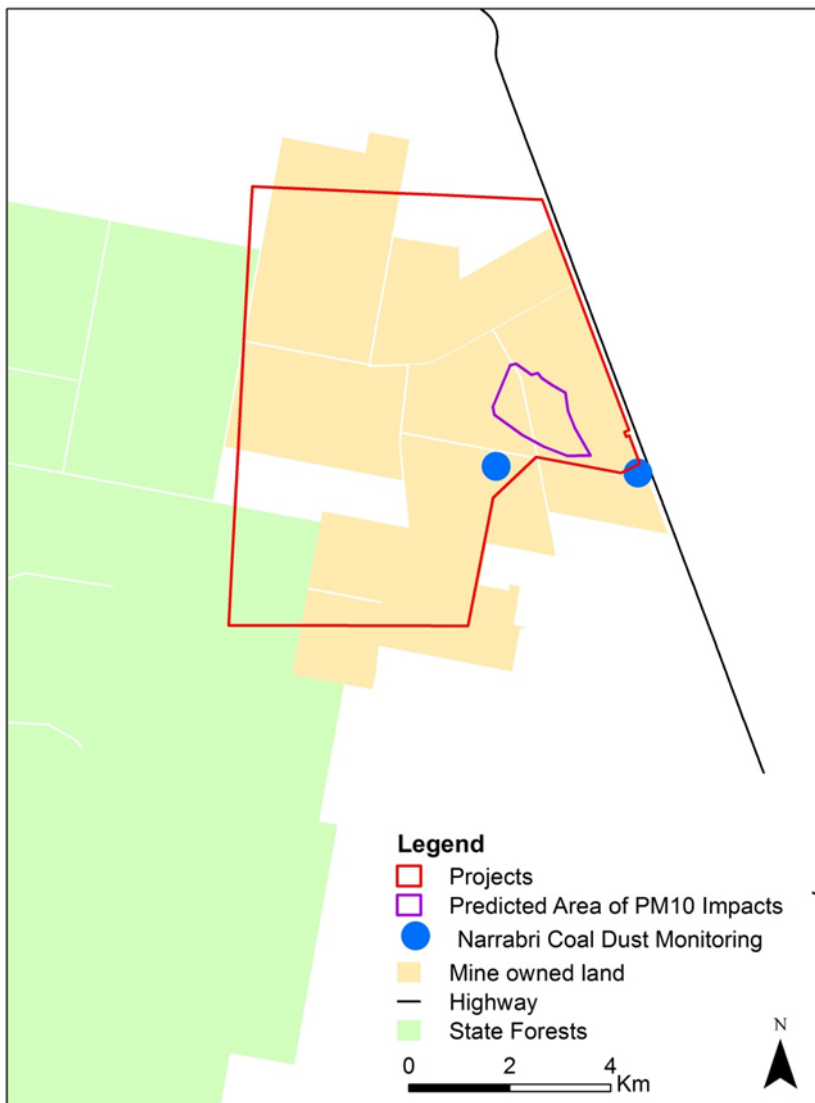 Legend
Projects
Predicted Area of PM10 Impacts
Narrabri Coal Dust Monitoring
Mine owned land
Highway
State Forests
N
0 2 4
Km